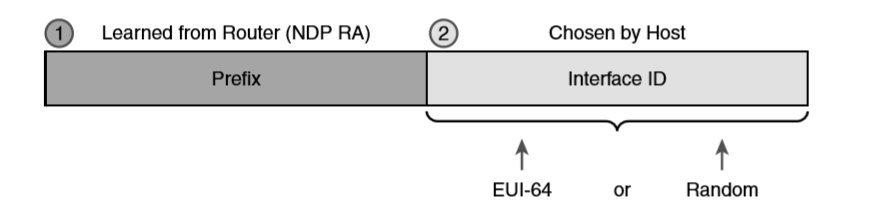 1 Learned from Router (NDP RA) 2 Chosen by Host
Prefix Interface ID
EUI-64 or Random